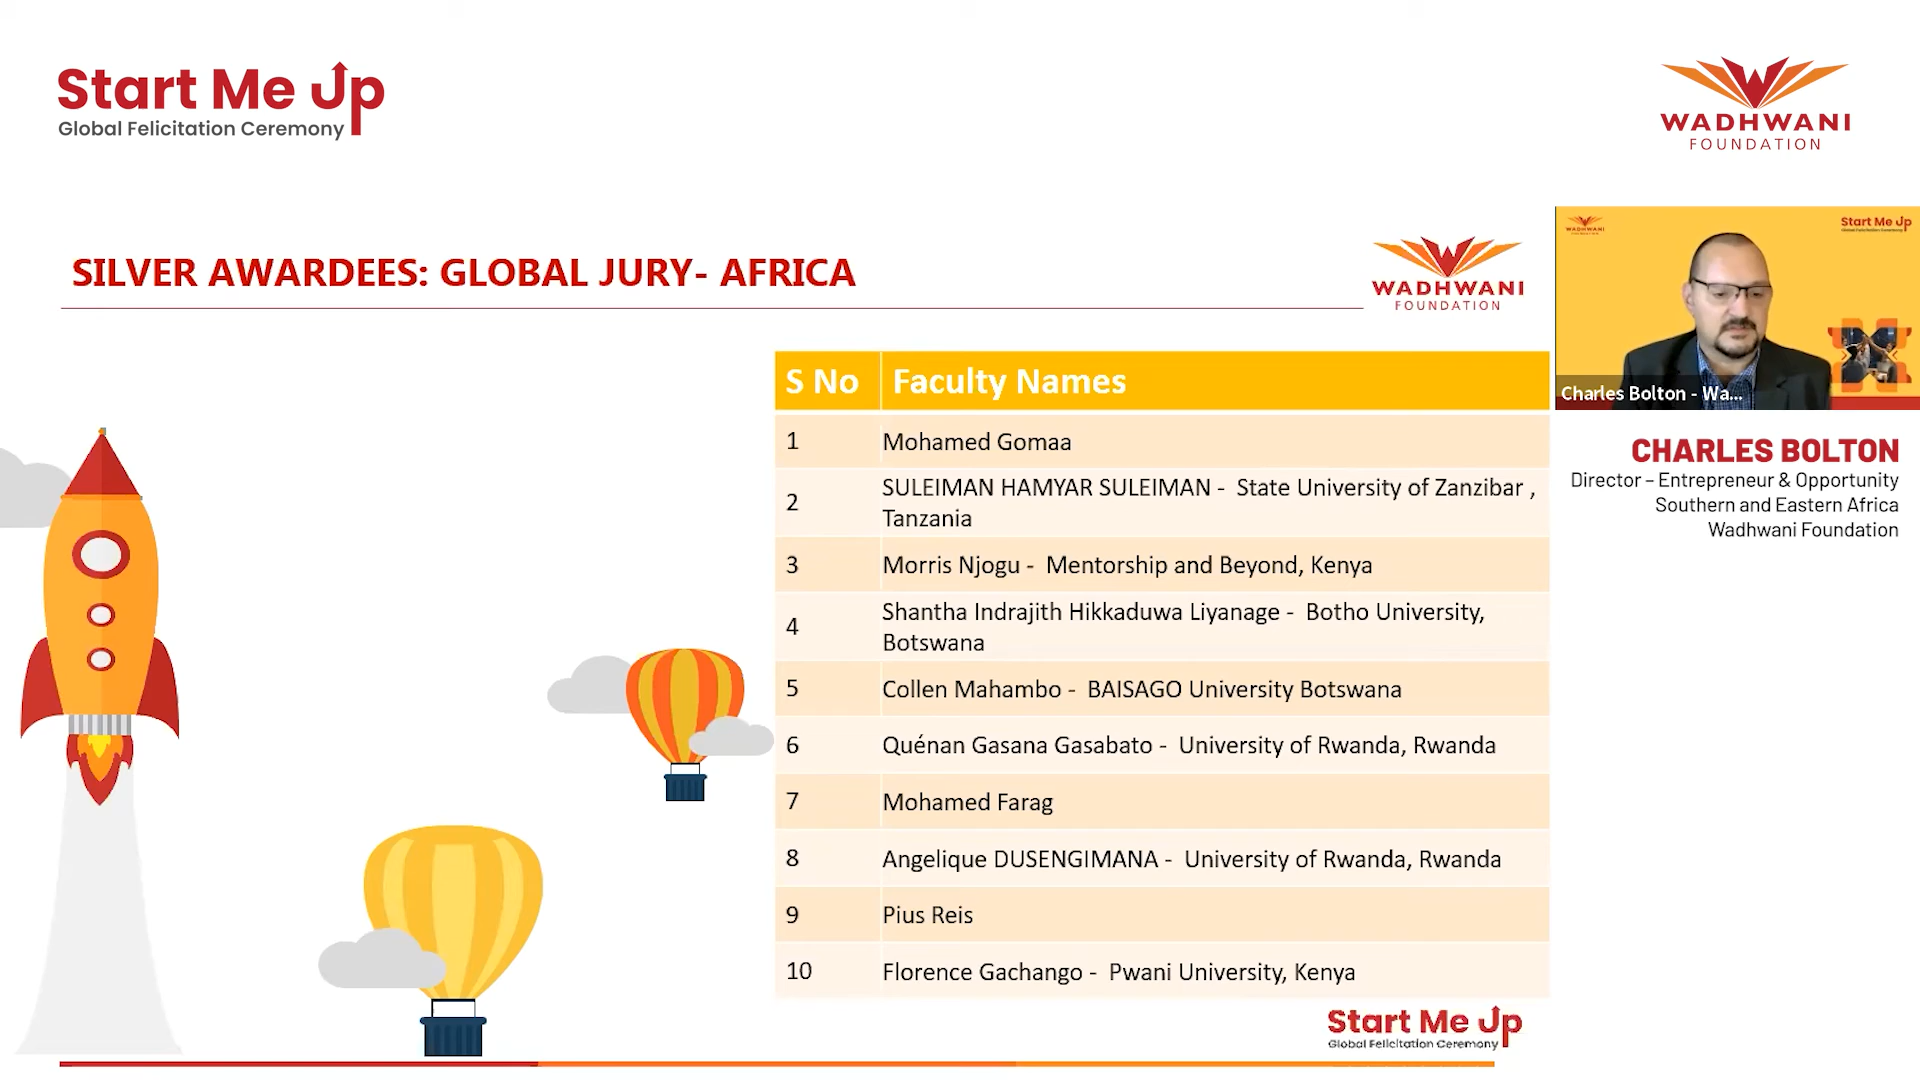 Start Me Up
Global Felicitation Ceremony
WADHWANI
FOUNDATION
SILVER AWARDEES: GLOBAL JURY- AFRICA
WADHWANI
FOUNDATION
S No Faculty Names
1 Mohamed Gomaa
2 SULEIMAN HAMYAR SULEIMAN - State University of Zanzibar ,
Tanzania
3 Morris Njogu - Mentorship and Beyond, Kenya
4 Shantha Indrajith Hikkaduwa Liyanage - Botho University,
Botswana
5 Collen Mahambo - BAISAGO University Botswana
6 Quénan Gasana Gasabato - University of Rwanda, Rwanda
7 Mohamed Farag
8 Angelique DUSENGIMANA - University of Rwanda, Rwanda
9 Pius Reis
10 Florence Gachango - Pwani University, Kenya
Start Me Up
Global Felicitation Ceremony
WADHWANI
Start Me Up
Global Felicitation Ceremony
Charles Bolton - Wa...
CHARLES BOLTON
Director – Entrepreneur & Opportunity
Southern and Eastern Africa
Wadhwani Foundation